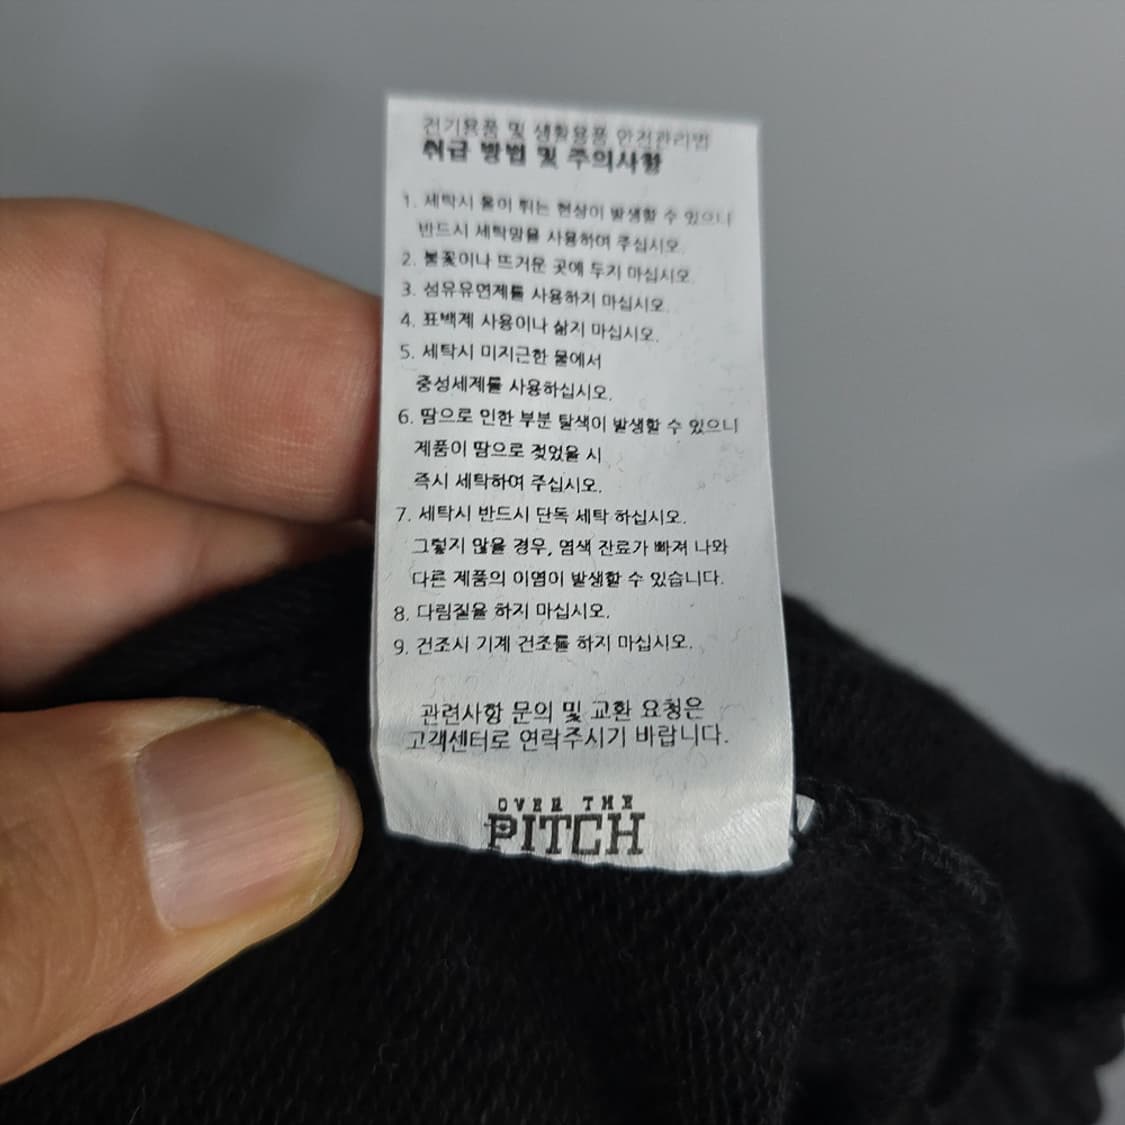 전기용품 및 생활용품 안전관리법
취급 방법 및 주의사항
1. 세탁시 올이 튀는 현상이 발생할 수 있으니
반드시 세탁망을 사용하여 주십시오.
2. 불꽃이나 뜨거운 곳에 두지 마십시오.
3. 섬유유연제를 사용하지 마십시오.
4. 표백제 사용이나 삶지 마십시오.
5. 세탁시 미지근한 물에서
중성세제를 사용하십시오.
6. 땀으로 인한 부분 탈색이 발생할 수 있으니
제품이 땀으로 젖었을 시
즉시 세탁하여 주십시오.
7. 세탁시 반드시 단독 세탁 하십시오.
그렇지 않을 경우, 염색 잔료가 빠져 나와
다른 제품의 이염이 발생할 수 있습니다.
8. 다림질을 하지 마십시오.
9. 건조시 기계 건조를 하지 마십시오.
관련사항 문의 및 교환 요청은
고객센터로 연락주시기 바랍니다.
OVER THE
PITCH